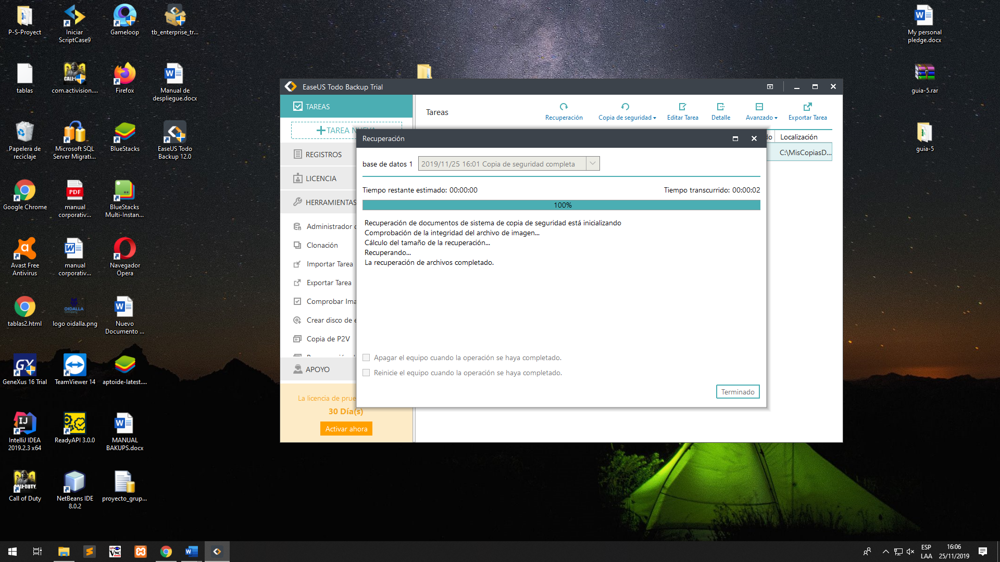 P-S-Proyect
Iniciar
ScriptCase9
Gameloop
tb_enterprise_tr...
My personal
pledge.docx
tablas
com.activision....
Firefox
Manual de
despliegue.docx
guia-5.rar
Papelera de
reciclaje
Microsoft SQL
Server Migrati...
BlueStacks
EaseUS Todo
Backup 12.0
guia-5
Google Chrome
PDF
manual
corporativ...
BlueStacks
Multi-Instan...
Avast Free
Antivirus
manual
corporativ...
Navegador
Opera
tablas2.html
OIDALLA
logo oidalla.png
Nuevo
Documento ...
GX
GeneXus 16 Trial
TeamViewer 14
aptoide-latest....
IJ
IntelliJ IDEA
2019.2.3 x64
ReadyAPI 3.0.0
MANUAL
BAKUPS.docx
CALL-DUTY
Call of Duty
NetBeans IDE
8.0.2
proyecto_grup...
EaseUS Todo Backup Trial
TAREAS
TAREA NUEVA
REGISTROS
LICENCIA
HERRAMIENTAS
Administrador
Clonación
Importar Tarea
Exportar Tarea
Comprobar Ima
Crear disco de e
Copia de P2V
APOYO
La licencia de prue
30 Día(s)
Activar ahora
Tareas
Recuperación
Copia de seguridad
Editar Tarea
Detalle
Avanzado
Exportar Tarea
do
Localización
C:\MisCopiasD...
Recuperación
base de datos 1
2019/11/25 16:01 Copia de seguridad completa
Tiempo restante estimado: 00:00:00
Tiempo transcurrido: 00:00:02
100%
Recuperación de documentos de sistema de copia de seguridad está inicializando
Comprobación de la integridad del archivo de imagen...
Cálculo del tamaño de la recuperación...
Recuperando...
La recuperación de archivos completado.
Apagar el equipo cuando la operación se haya completado.
Reinicie el equipo cuando la operación se haya completado.
Terminado
VNC
ESP
LAA
16:06
25/11/2019